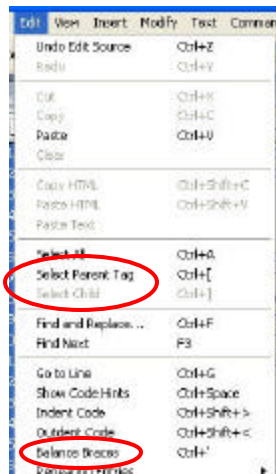 Edit View Insert Modify Text Comman
Undo Edit Source Ctrl+Z
Redo Ctrl+Y
Cut Ctrl+X
Copy Ctrl+C
Paste Ctrl+V
Clear
Copy HTML Ctrl+Shift+C
Paste HTML Ctrl+Shift+V
Paste Text
Select All Ctrl+A
Select Parent Tag Ctrl+[
Select Child Ctrl+]
Find and Replace... Ctrl+F
Find Next F3
Go to Line Ctrl+G
Show Code Hints Ctrl+Space
Indent Code Ctrl+Shift+>
Outdent Code Ctrl+Shift+<
Balance Braces Ctrl+'